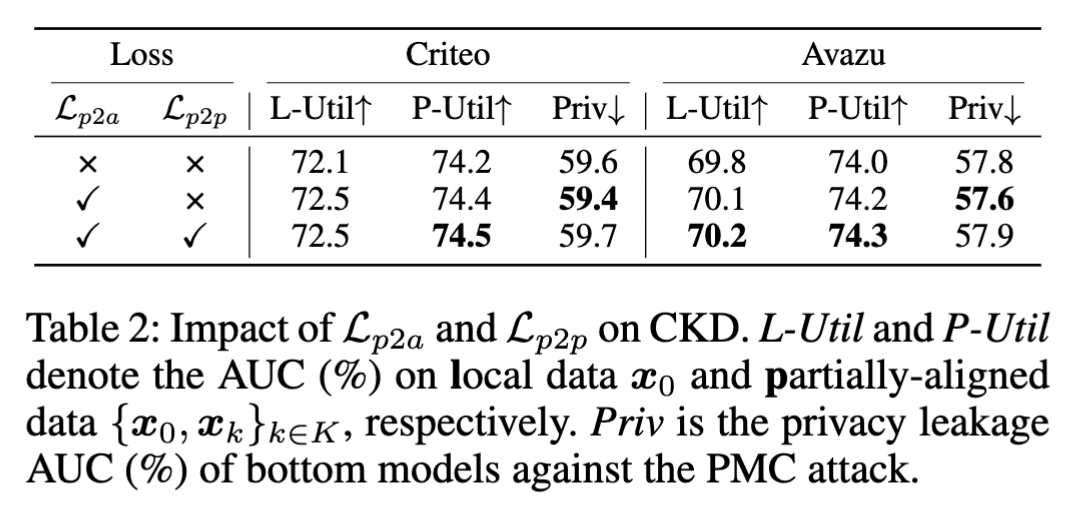 Loss Criteo Avazu
ℒp2a ℒp2p L-Util↑ P-Util↑ Priv↓ L-Util↑ P-Util↑ Priv↓
× × 72.1 74.2 59.6 69.8 74.0 57.8
✓ × 72.5 74.4 59.4 70.1 74.2 57.6
✓ ✓ 72.5 74.5 59.7 70.2 74.3 57.9
Table 2: Impact of ℒp2a and ℒp2p on CKD. L-Util and P-Util
denote the AUC (%) on local data x0 and partially-aligned
data {x0, xk}k∈K, respectively. Priv is the privacy leakage
AUC (%) of bottom models against the PMC attack.